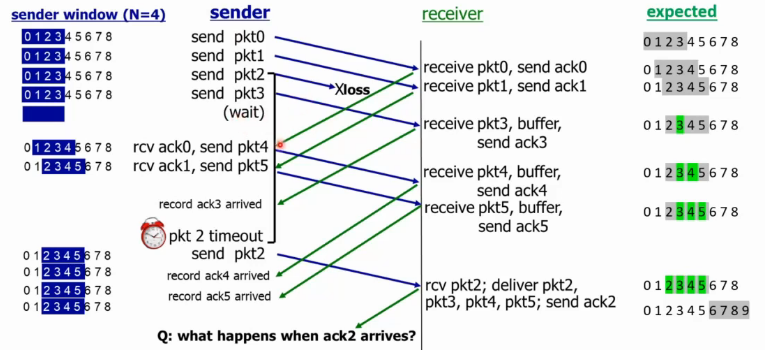 sender window (N=4) sender receiver expected
0 1 2 3 4 5 6 7 8 send pkt0 0 1 2 3 4 5 6 7 8
0 1 2 3 4 5 6 7 8 send pkt1 receive pkt0, send ack0 0 1 2 3 4 5 6 7 8
0 1 2 3 4 5 6 7 8 send pkt2 Xloss receive pkt1, send ack1 0 1 2 3 4 5 6 7 8
0 1 2 3 4 5 6 7 8 send pkt3
(wait) receive pkt3, buffer, 0 1 2 3 4 5 6 7 8
send ack3
0 1 2 3 4 5 6 7 8 rcv ack0, send pkt4
0 1 2 3 4 5 6 7 8 rcv ack1, send pkt5 receive pkt4, buffer, 0 1 2 3 4 5 6 7 8
send ack4
record ack3 arrived receive pkt5, buffer, 0 1 2 3 4 5 6 7 8
send ack5
pkt 2 timeout
0 1 2 3 4 5 6 7 8 send pkt2
0 1 2 3 4 5 6 7 8 record ack4 arrived rcv pkt2; deliver pkt2, 0 1 2 3 4 5 6 7 8
0 1 2 3 4 5 6 7 8 record ack5 arrived pkt3, pkt4, pkt5; send ack2 0 1 2 3 4 5 6 7 8 9
0 1 2 3 4 5 6 7 8
Q: what happens when ack2 arrives?